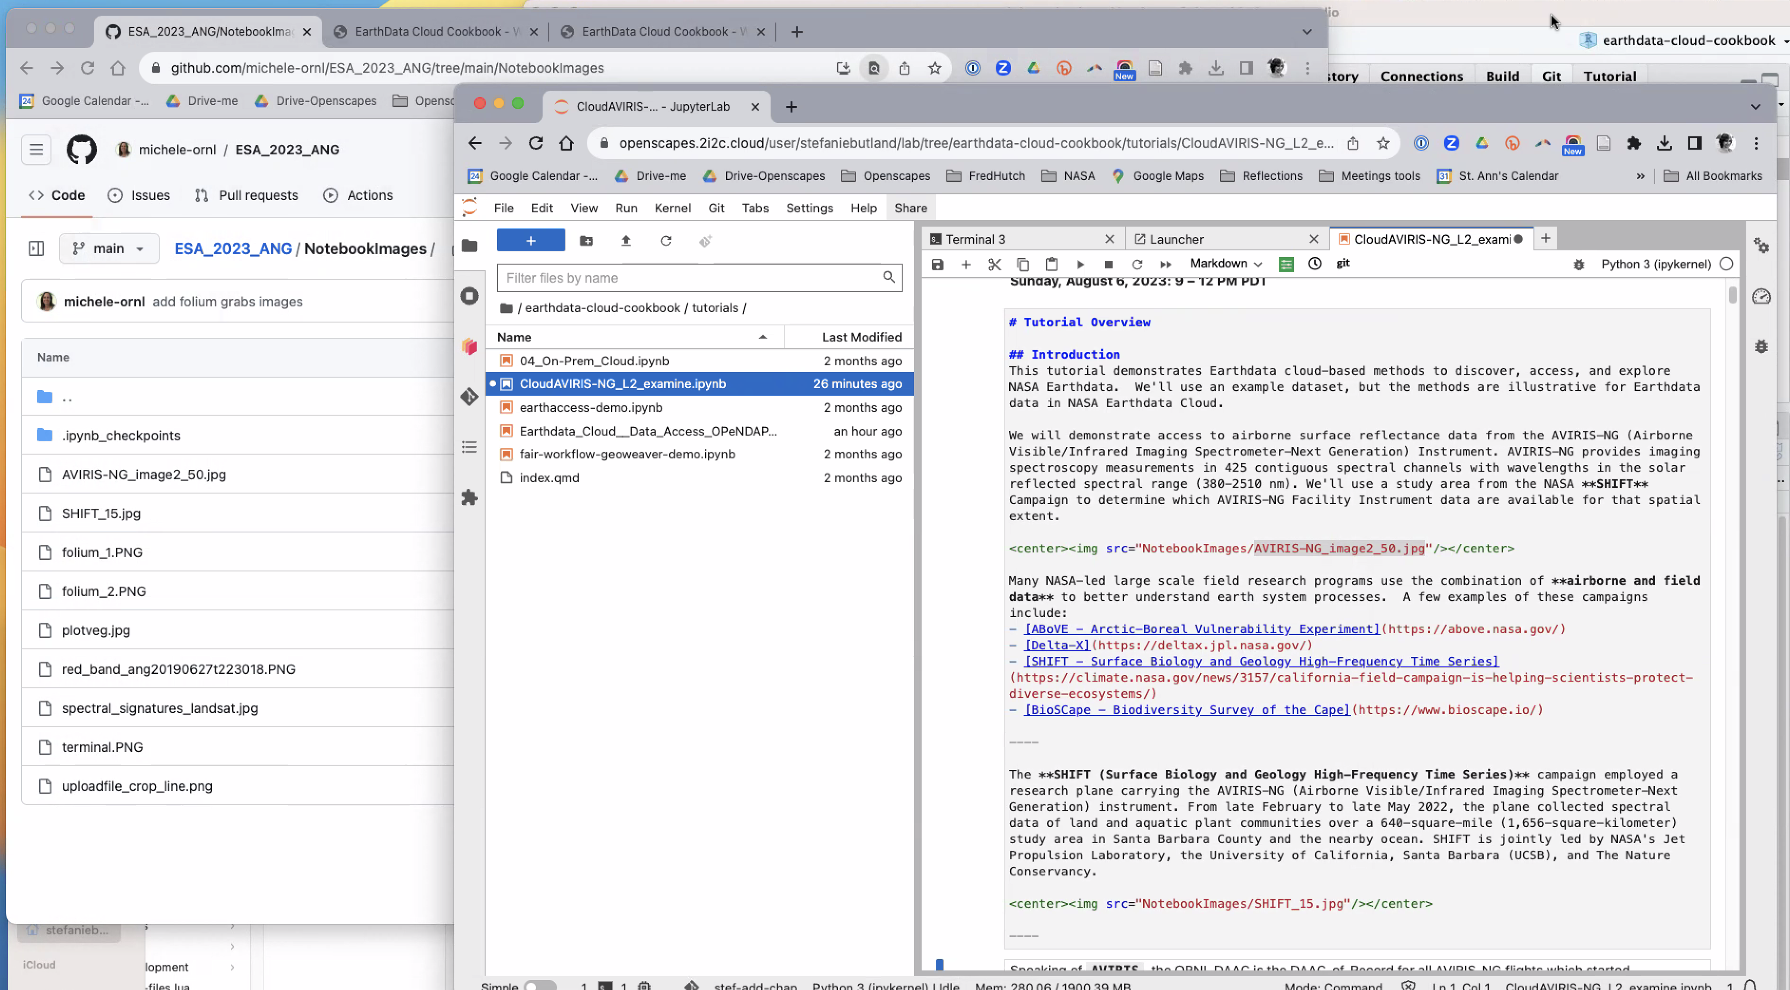 ESA_2023_ANG/NotebookImag
EarthData Cloud Cookbook - W
EarthData Cloud Cookbook - W
github.com/michele-ornl/ESA_2023_ANG/tree/main/NotebookImages
New
earthdata-cloud-cookbook
Google Calendar -...
Drive-me
Drive-Openscapes
Connections
Build
Git
Tutorial
michele-ornl / ESA_2023_ANG
Code
Issues
Pull requests
Actions
main
ESA_2023_ANG / NotebookImages /
michele-ornl add folium grabs images
Name
..
.ipynb_checkpoints
AVIRIS-NG_image2_50.jpg
SHIFT_15.jpg
folium_1.PNG
folium_2.PNG
plotveg.jpg
red_band_ang20190627t223018.PNG
spectral_signatures_landsat.jpg
terminal.PNG
uploadfile_crop_line.png
iCloud
CloudAVIRIS-... - JupyterLab
openscapes.2i2c.cloud/user/stefaniebutland/lab/tree/earthdata-cloud-cookbook/tutorials/CloudAVIRIS-NG_L2_e...
New
Google Calendar -...
Drive-me
Drive-Openscapes
Openscapes
FredHutch
NASA
Google Maps
Reflections
Meetings tools
St. Ann's Calendar
»
All Bookmarks
File
Edit
View
Run
Kernel
Git
Tabs
Settings
Help
Share
Filter files by name
/ earthdata-cloud-cookbook / tutorials /
Name
Last Modified
04_On-Prem_Cloud.ipynb
2 months ago
CloudAVIRIS-NG_L2_examine.ipynb
26 minutes ago
earthaccess-demo.ipynb
2 months ago
Earthdata_Cloud__Data_Access_OPeNDAP...
an hour ago
fair-workflow-geoweaver-demo.ipynb
2 months ago
index.qmd
2 months ago
Terminal 3
Launcher
CloudAVIRIS-NG_L2_exami
Markdown
git
Python 3 (ipykernel)
Sunday, August 6, 2023: 9 – 12 PM PDT
# Tutorial Overview
## Introduction
This tutorial demonstrates Earthdata cloud-based methods to discover, access, and explore
NASA Earthdata.  We'll use an example dataset, but the methods are illustrative for Earthdata
data in NASA Earthdata Cloud.
We will demonstrate access to airborne surface reflectance data from the AVIRIS-NG (Airborne
Visible/Infrared Imaging Spectrometer-Next Generation) Instrument. AVIRIS-NG provides imaging
spectroscopy measurements in 425 contiguous spectral channels with wavelengths in the solar
reflected spectral range (380-2510 nm). We'll use a study area from the NASA **SHIFT**
Campaign to determine which AVIRIS-NG Facility Instrument data are available for that spatial
extent.
<center><img src="NotebookImages/AVIRIS-NG_image2_50.jpg"/></center>
Many NASA-led large scale field research programs use the combination of **airborne and field
data** to better understand earth system processes.  A few examples of these campaigns
include:
- [ABoVE - Arctic-Boreal Vulnerability Experiment](https://above.nasa.gov/)
- [Delta-X](https://deltax.jpl.nasa.gov/)
- [SHIFT - Surface Biology and Geology High-Frequency Time Series]
(https://climate.nasa.gov/news/3157/california-field-campaign-is-helping-scientists-protect-
diverse-ecosystems/)
- [BioSCape - Biodiversity Survey of the Cape](https://www.bioscape.io/)
----
The **SHIFT (Surface Biology and Geology High-Frequency Time Series)** campaign employed a
research plane carrying the AVIRIS-NG (Airborne Visible/Infrared Imaging Spectrometer-Next
Generation) instrument. From late February to late May 2022, the plane collected spectral
data of land and aquatic plant communities over a 640-square-mile (1,656-square-kilometer)
study area in Santa Barbara County and the nearby ocean. SHIFT is jointly led by NASA's Jet
Propulsion Laboratory, the University of California, Santa Barbara (UCSB), and The Nature
Conservancy.
<center><img src="NotebookImages/SHIFT_15.jpg"/></center>
----
Speaking of AVIRIS, the ORNL DAAC is the DAAC of Record for all AVIRIS-NG flights which started
Simple
1
1
stef-add-chap
Python 3 (ipykernel) | Idle
Mem: 280.06 / 1900.39 MB
Mode: Command
Ln 1, Col 1
CloudAVIRIS-NG_L2_examine.ipynb
1